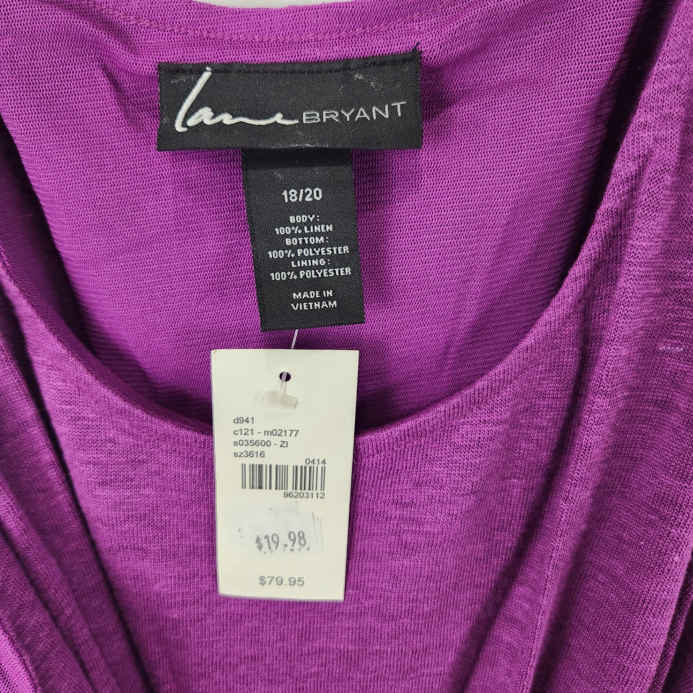 Lane BRYANT
18/20
BODY:
100% LINEN
BOTTOM:
100% POLYESTER
LINING:
100% POLYESTER
MADE IN
VIETNAM
d941
c121 - m02177
s035600 - ZI
sz3616
0414
96203112
$19.98
$79.95